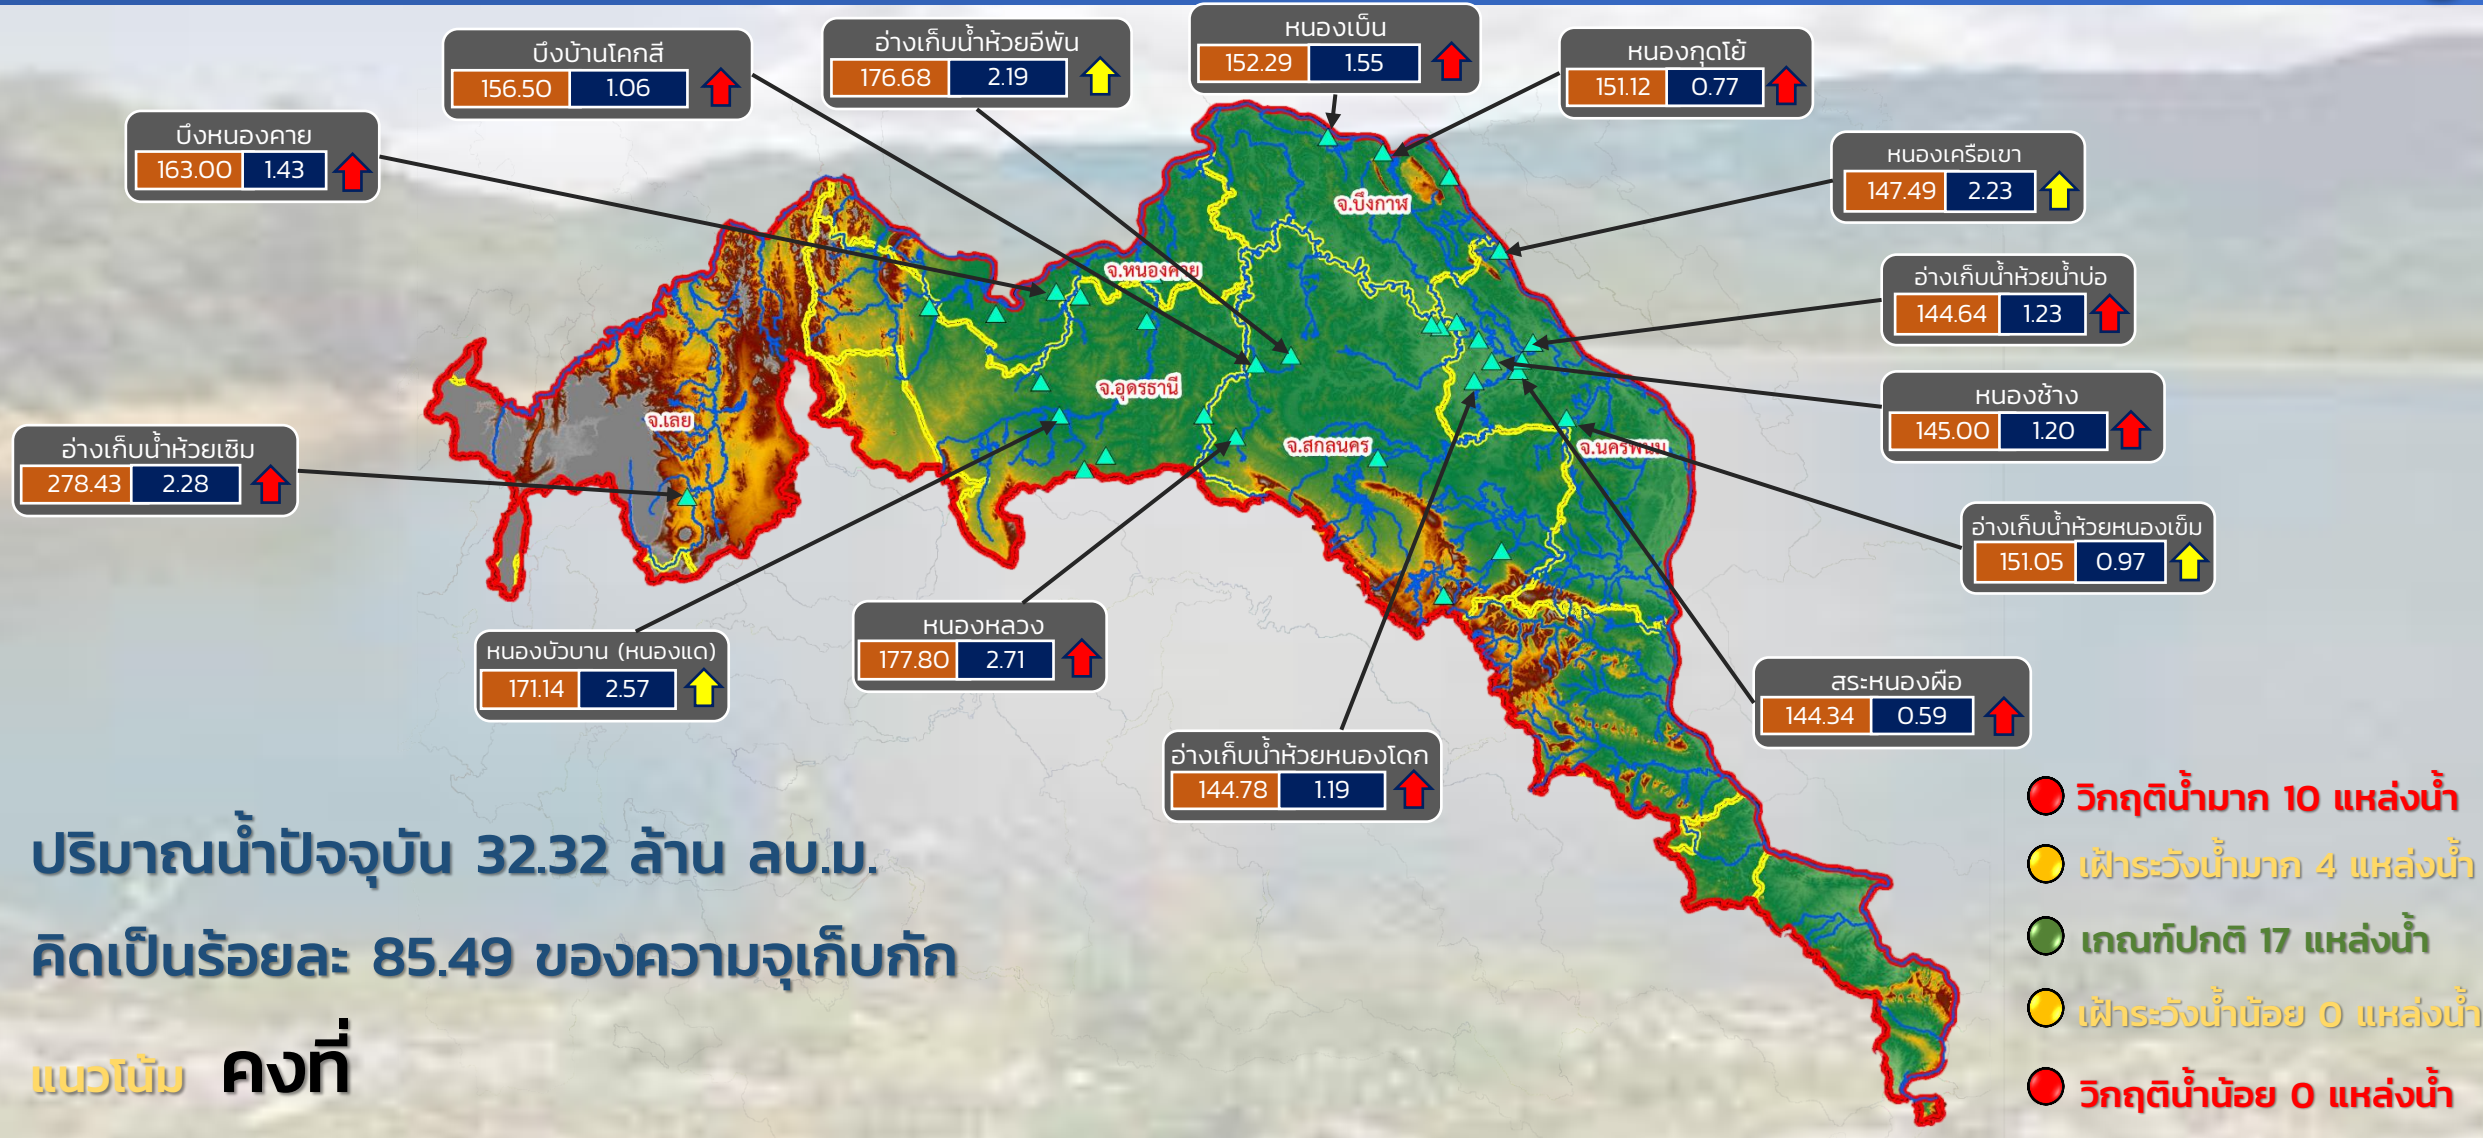 บึงบ้านโคกสี
156.50 1.06
อ่างเก็บน้ำห้วยอีพัน
176.68 2.19
หนองเบ็น
152.29 1.55
หนองกุดโย้
151.12 0.77
บึงหนองคาย
163.00 1.43
หนองเครือเขา
147.49 2.23
จ.บึงกาฬ
จ.หนองคาย
อ่างเก็บน้ำห้วยน้ำบ่อ
144.64 1.23
จ.อุดรธานี
จ.เลย
จ.สกลนคร
จ.นครพนม
หนองช้าง
145.00 1.20
อ่างเก็บน้ำห้วยเซิม
278.43 2.28
อ่างเก็บน้ำห้วยหนองเข็ม
151.05 0.97
หนองบัวบาน (หนองแด)
171.14 2.57
หนองหลวง
177.80 2.71
สระหนองผือ
144.34 0.59
อ่างเก็บน้ำห้วยหนองโดก
144.78 1.19
ปริมาณน้ำปัจจุบัน 32.32 ล้าน ลบ.ม.
คิดเป็นร้อยละ 85.49 ของความจุเก็บกัก
แนวโน้ม คงที่
วิกฤติน้ำมาก 10 แหล่งน้ำ
เฝ้าระวังน้ำมาก 4 แหล่งน้ำ
เกณฑ์ปกติ 17 แหล่งน้ำ
เฝ้าระวังน้ำน้อย 0 แหล่งน้ำ
วิกฤติน้ำน้อย 0 แหล่งน้ำ